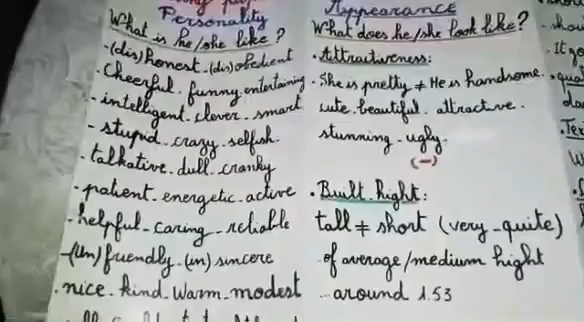 Personality
What is he/she like?
-(dis)honest-(dis)obedient
-cheerful-funny-entertaining
-intelligent-clever-smart
-stupid-crazy-selfish.
-talkative-dull-cranky
-patient-energetic-active
-helpful-caring-reliable
-(un)friendly-(un)sincere
.nice-kind-warm-modest
Appearance
What does he/she look like?
.Attractiveness:
.She is pretty ≠ He is handsome.
cute-beautiful-attractive.
stunning-ugly.
(-)
.Built-hight:
tall ≠ short (very-quite)
of average/medium hight
around 1.53